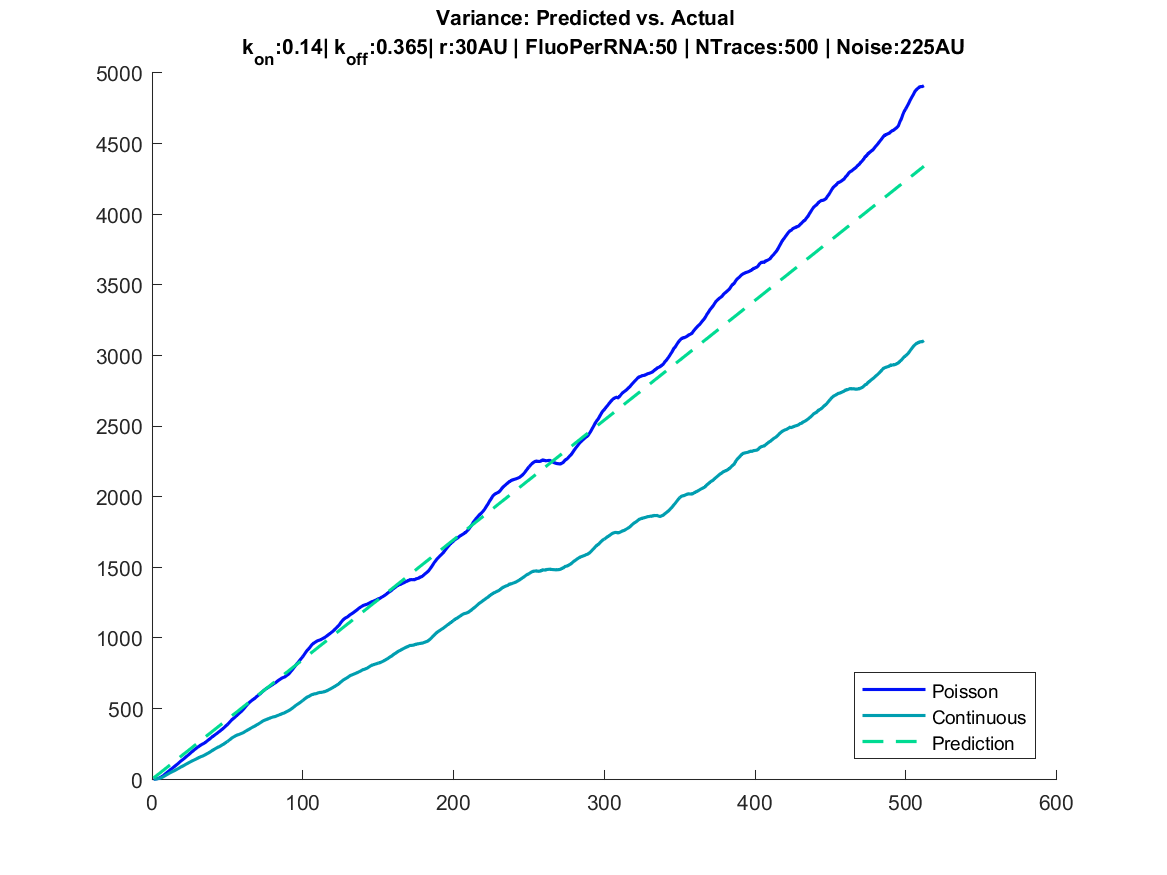 Variance: Predicted vs. Actual
kon:0.14| koff:0.365| r:30AU | FluoPerRNA:50 | NTraces:500 | Noise:225AU
5000
4500
4000
3500
3000
2500
2000
1500
1000
500
0
0 100 200 300 400 500 600
Poisson
Continuous
Prediction